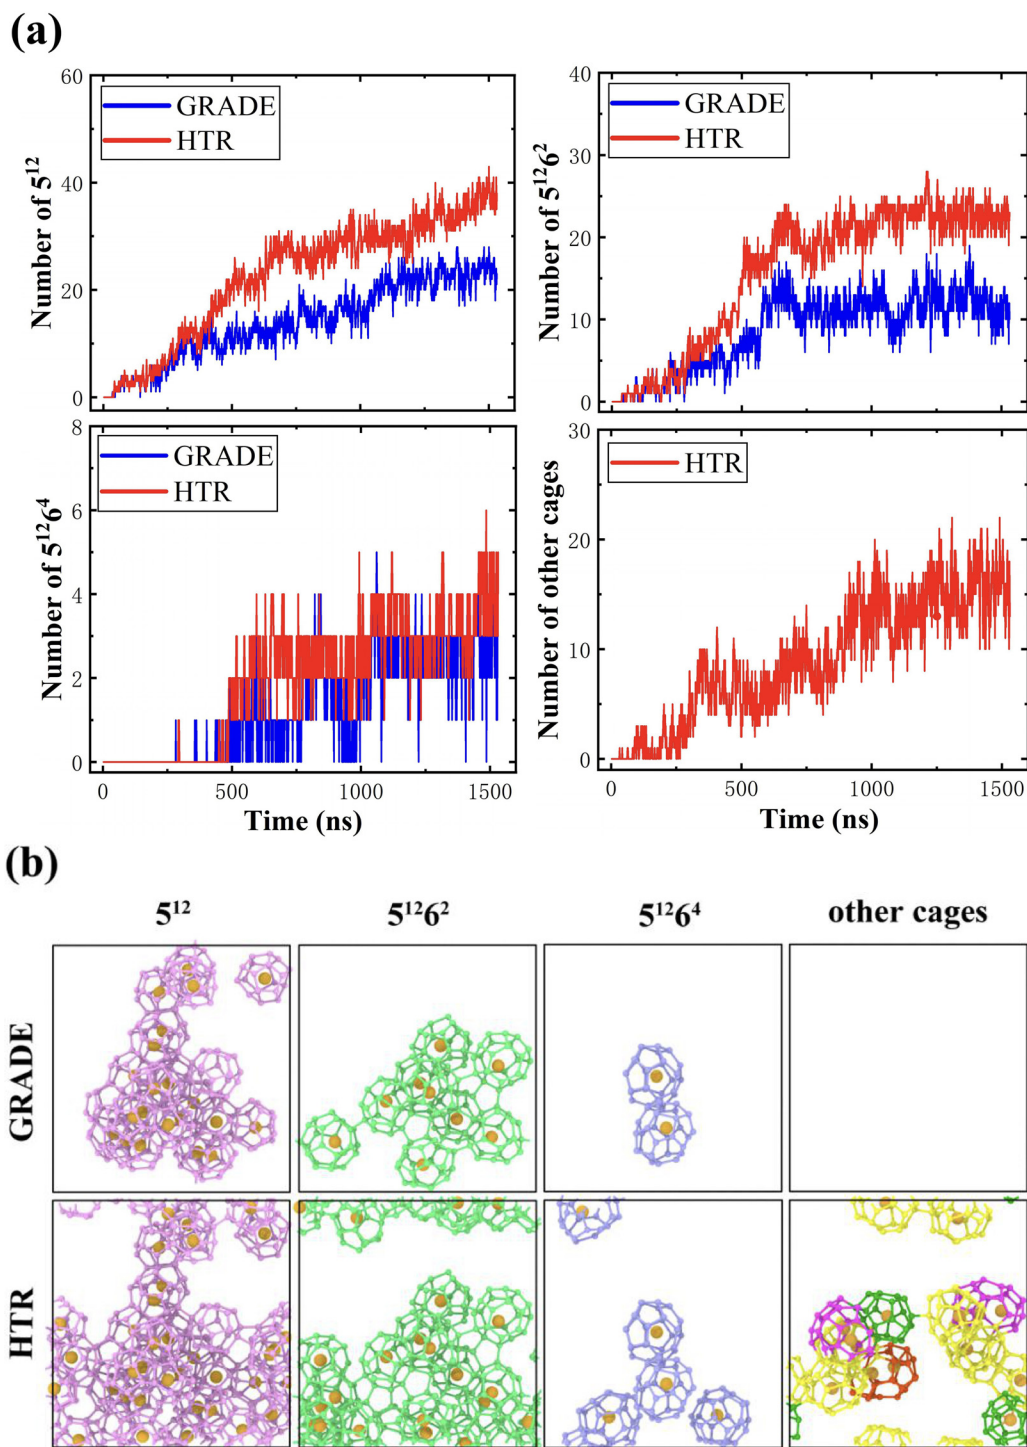 (a)
60
40
20
0
Number of 5¹²
GRADE
HTR
40
30
20
10
0
Number of 5¹²6²
GRADE
HTR
8
6
4
2
0
Number of 5¹²6⁴
GRADE
HTR
0
500
1000
1500
Time (ns)
30
20
10
0
Number of other cages
HTR
0
500
1000
1500
Time (ns)
(b)
5¹²
5¹²6²
5¹²6⁴
other cages
GRADE
HTR